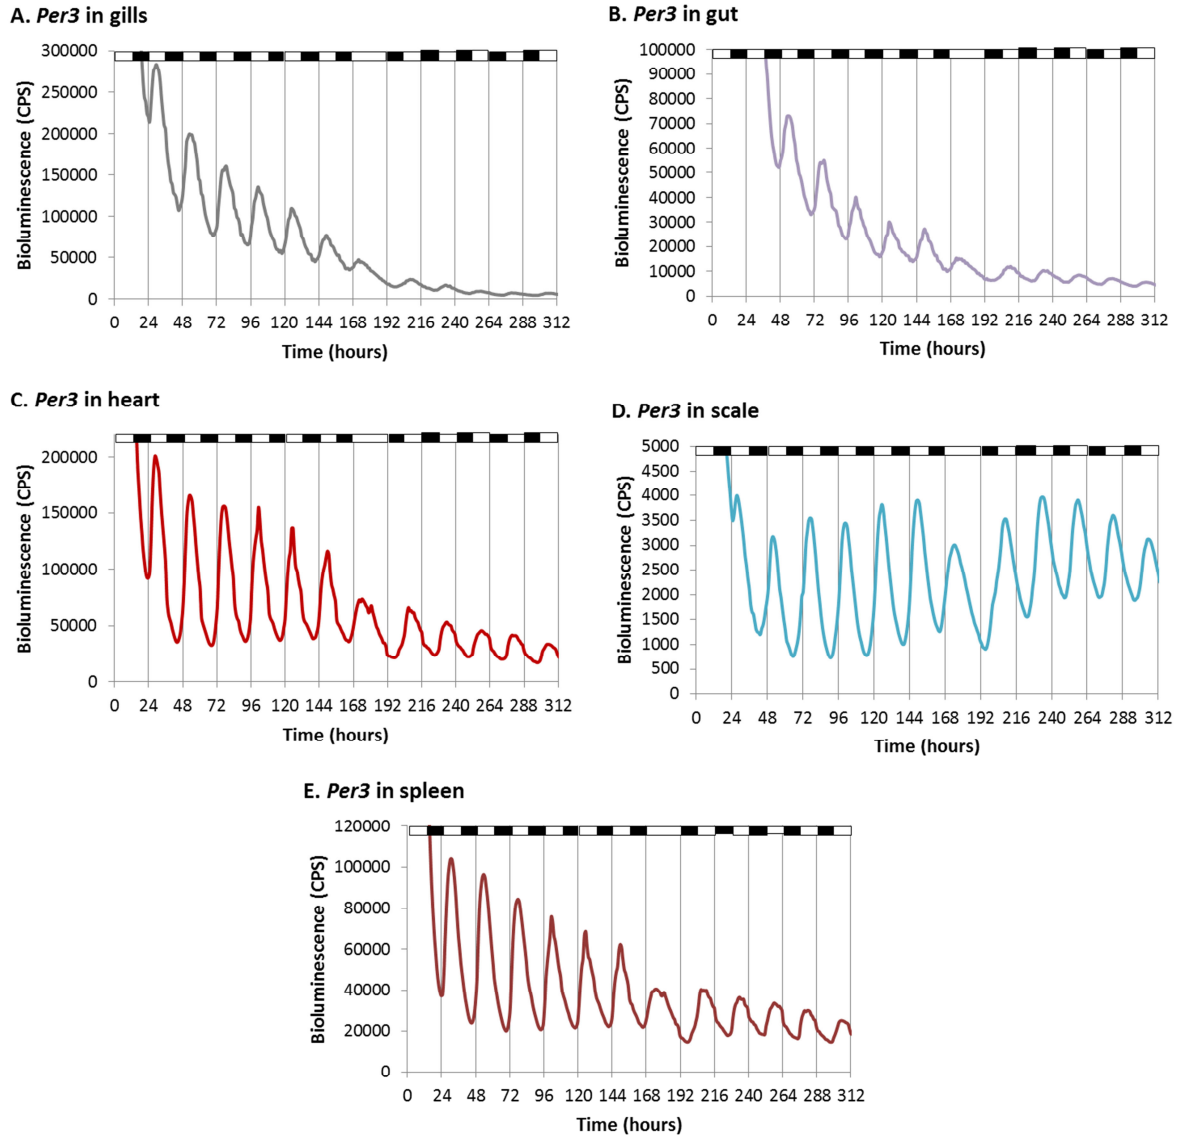 A. Per3 in gills
Bioluminescence (CPS)
300000
250000
200000
150000
100000
50000
0
0 24 48 72 96 120 144 168 192 216 240 264 288 312
Time (hours)
B. Per3 in gut
Bioluminescence (CPS)
100000
90000
80000
70000
60000
50000
40000
30000
20000
10000
0
0 24 48 72 96 120 144 168 192 216 240 264 288 312
Time (hours)
C. Per3 in heart
Bioluminescence (CPS)
200000
150000
100000
50000
0
0 24 48 72 96 120 144 168 192 216 240 264 288 312
Time (hours)
D. Per3 in scale
Bioluminescence (CPS)
5000
4500
4000
3500
3000
2500
2000
1500
1000
500
0
0 24 48 72 96 120 144 168 192 216 240 264 288 312
Time (hours)
E. Per3 in spleen
Bioluminescence (CPS)
120000
100000
80000
60000
40000
20000
0
0 24 48 72 96 120 144 168 192 216 240 264 288 312
Time (hours)